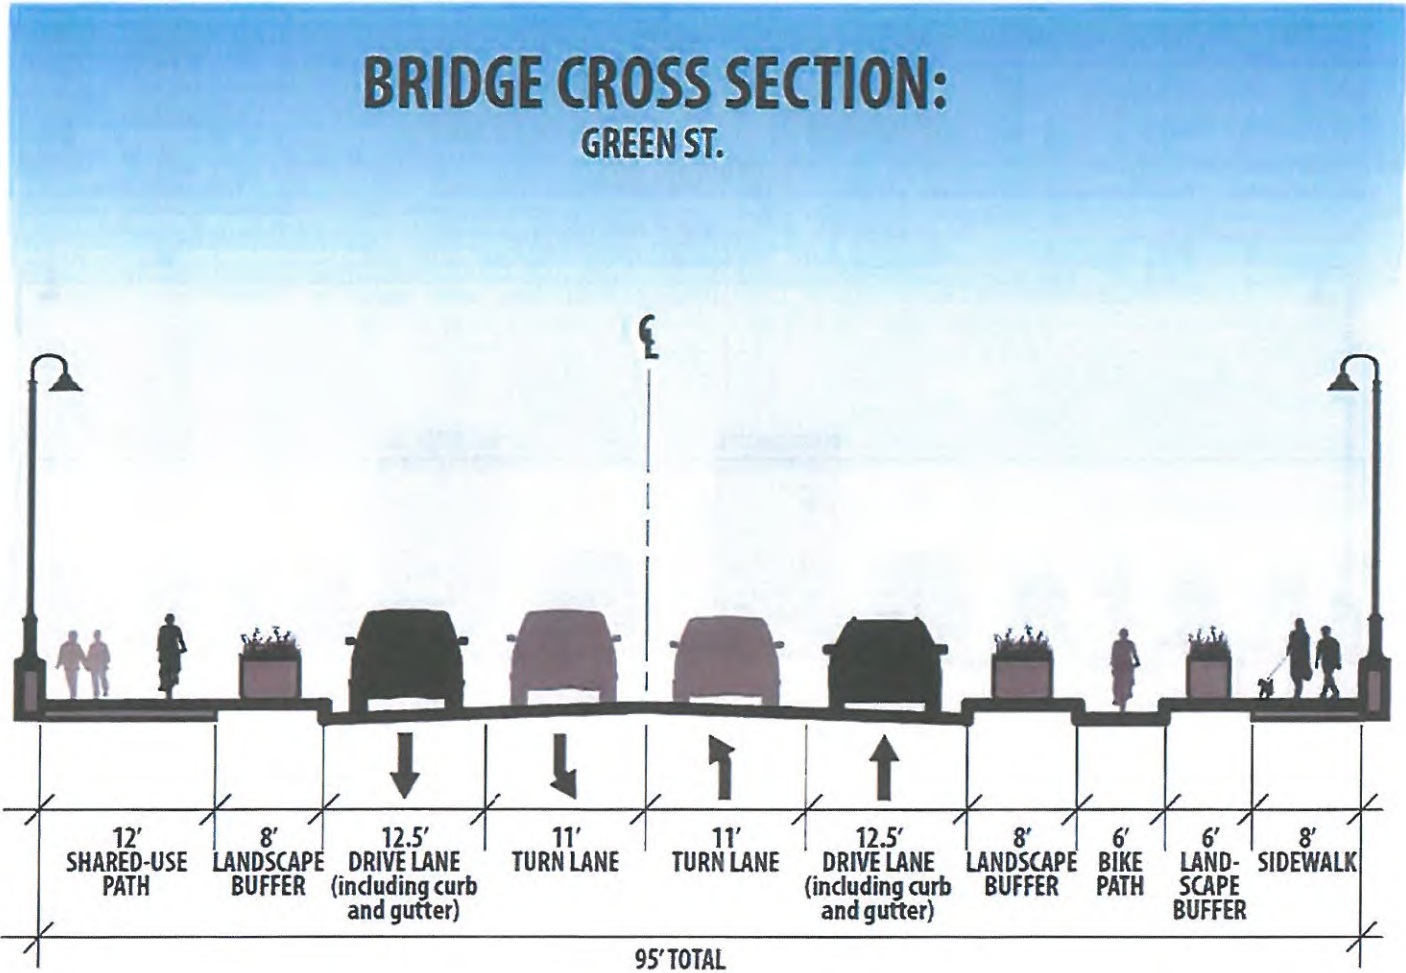 BRIDGE CROSS SECTION:
GREEN ST.
℄
12'
SHARED-USE
PATH
8'
LANDSCAPE
BUFFER
12.5'
DRIVE LANE
(including curb
and gutter)
11'
TURN LANE
11'
TURN LANE
12.5'
DRIVE LANE
(including curb
and gutter)
8'
LANDSCAPE
BUFFER
6'
BIKE
PATH
6'
LAND-
SCAPE
BUFFER
8'
SIDEWALK
95' TOTAL